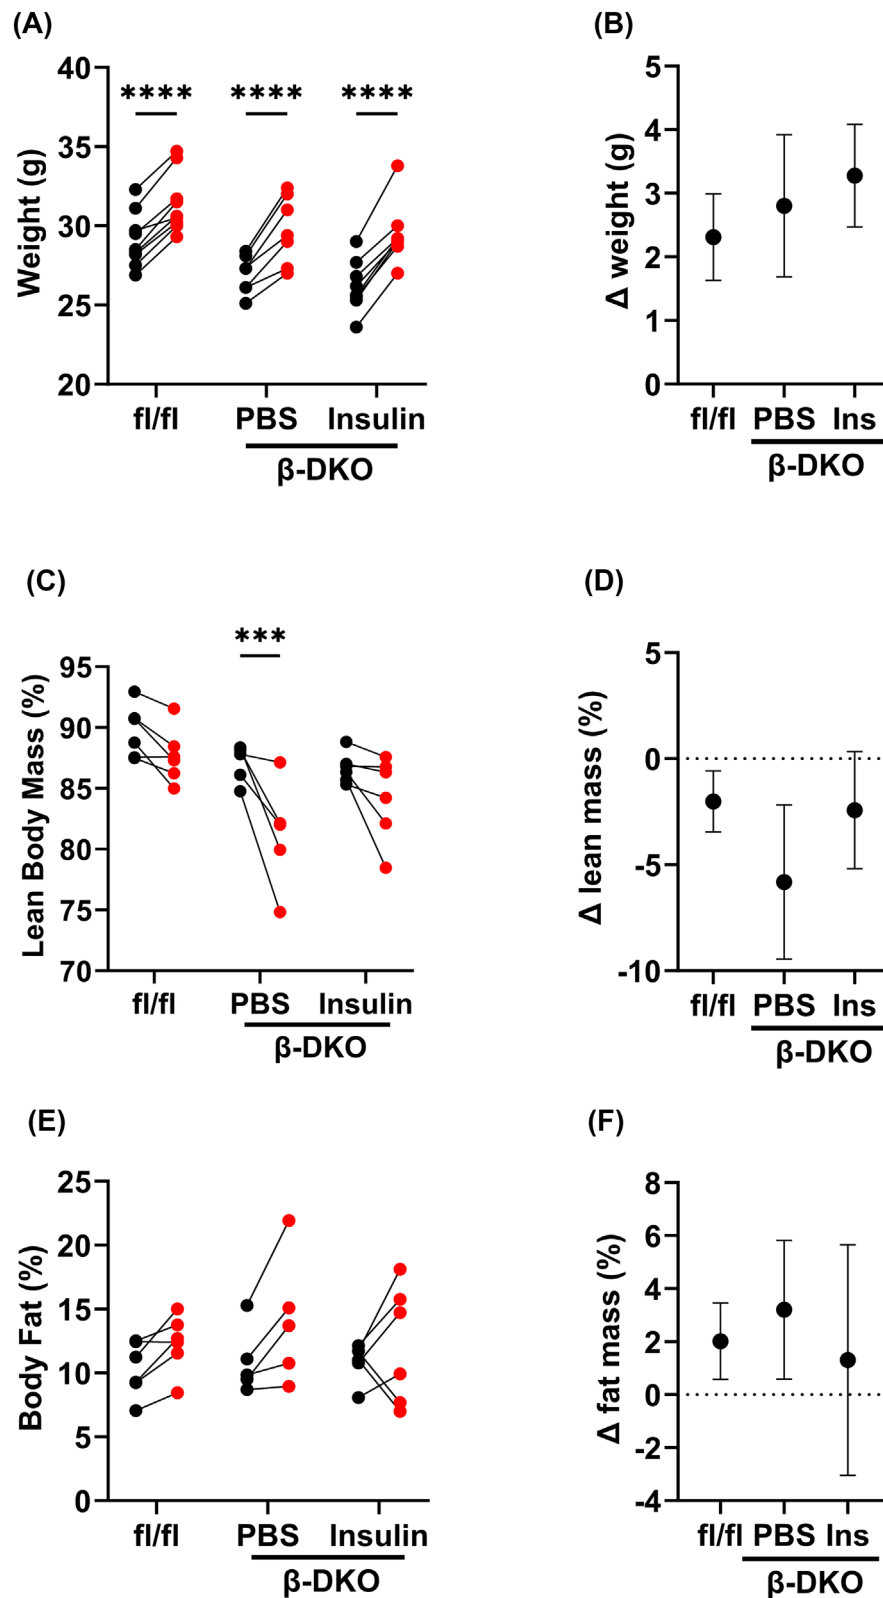 (A)
Weight (g)
40
35
30
25
20
**** **** ****
fl/fl PBS Insulin
β-DKO
(B)
Δ weight (g)
5
4
3
2
1
0
fl/fl PBS Ins
β-DKO
(C)
Lean Body Mass (%)
95
90
85
80
75
70
***
fl/fl PBS Insulin
β-DKO
(D)
Δ lean mass (%)
5
0
-5
-10
fl/fl PBS Ins
β-DKO
(E)
Body Fat (%)
25
20
15
10
5
0
fl/fl PBS Insulin
β-DKO
(F)
Δ fat mass (%)
8
6
4
2
0
-2
-4
fl/fl PBS Ins
β-DKO